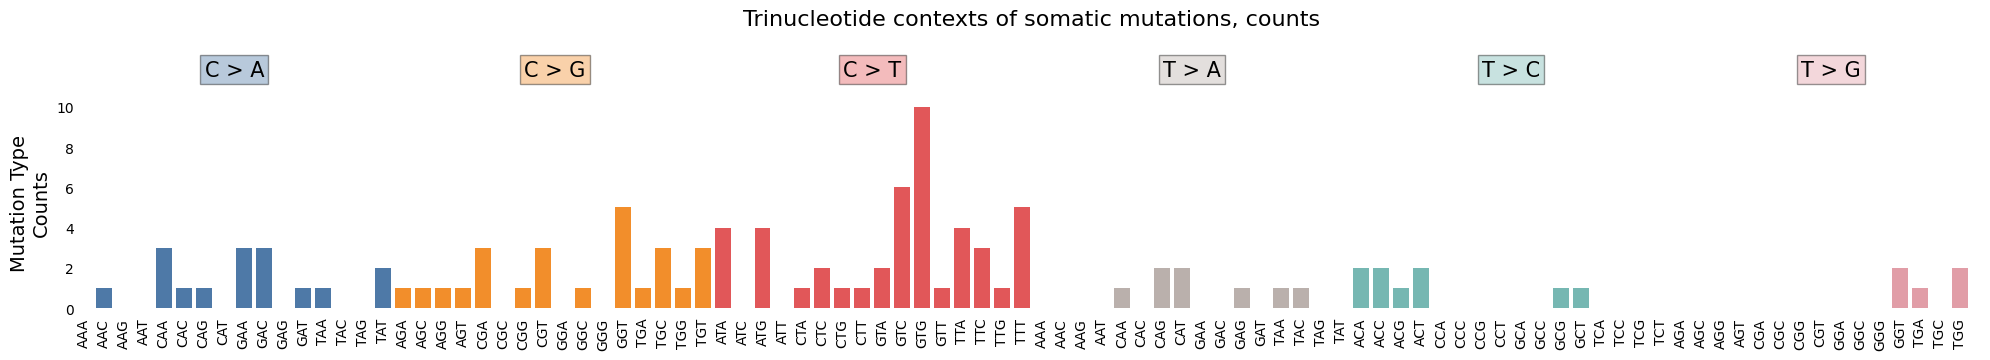 Trinucleotide contexts of somatic mutations, counts
C > A C > G C > T T > A T > C T > G
Mutation Type
Counts
10
8
6
4
2
0
AAA AAC AAG AAT CAA CAC CAG CAT GAA GAC GAG GAT TAA TAC TAG TAT AGA AGC AGG AGT CGA CGC CGG CGT GGA GGC GGG GGT TGA TGC TGG TGT ATA ATC ATG ATT CTA CTC CTG CTT GTA GTC GTG GTT TTA TTC TTG TTT AAA AAC AAG AAT CAA CAC CAG CAT GAA GAC GAG GAT TAA TAC TAG TAT ACA ACC ACG ACT CCA CCC CCG CCT GCA GCC GCG GCT TCA TCC TCG TCT AGA AGC AGG AGT CGA CGC CGG CGT GGA GGC GGG GGT TGA TGC TGG